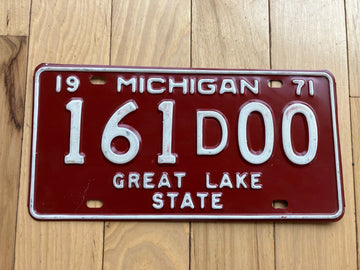 19 MICHIGAN 71
161D00
GREAT LAKE
STATE